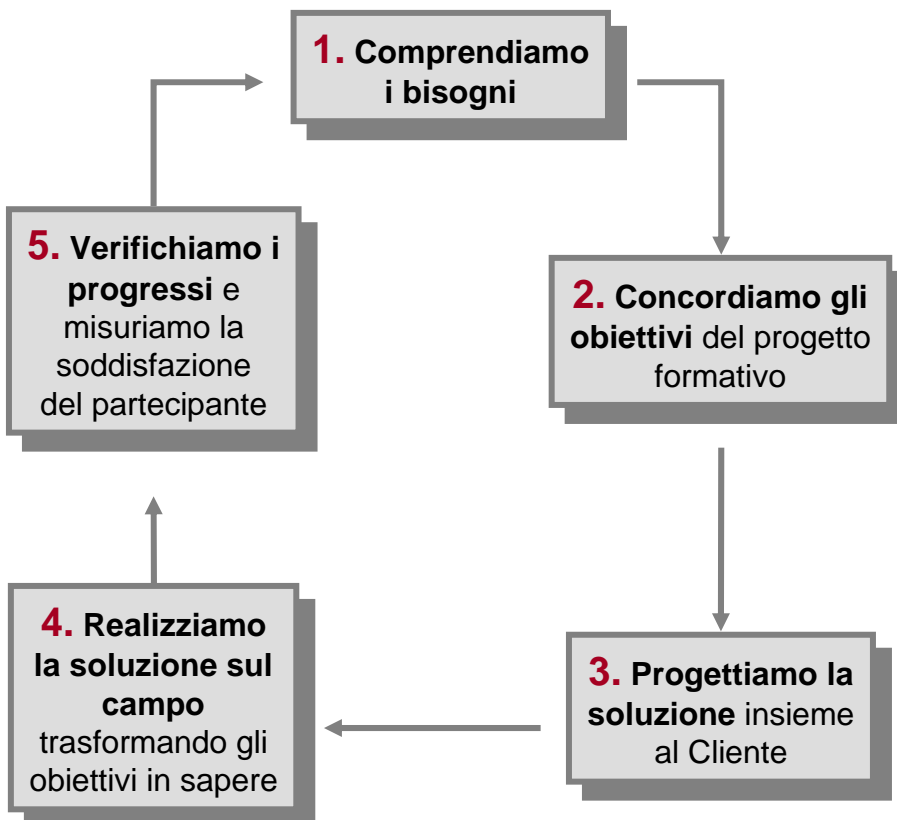 1. Comprendiamo
i bisogni
2. Concordiamo gli
obiettivi del progetto
formativo
3. Progettiamo la
soluzione insieme
al Cliente
4. Realizziamo
la soluzione sul
campo
trasformando gli
obiettivi in sapere
5. Verifichiamo i
progressi e
misuriamo la
soddisfazione
del partecipante